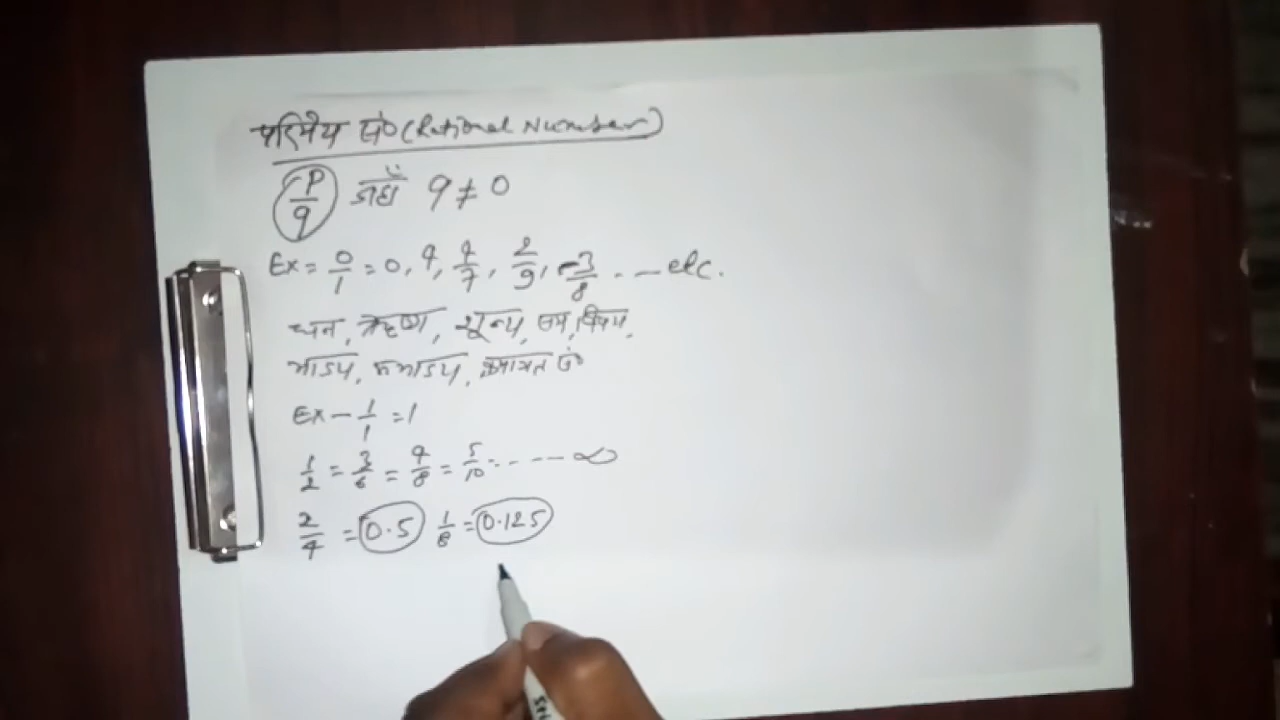 परिमेय सं० (Rational Number)
P/q जहाँ q ≠ 0
Ex = 0/1 = 0, 4, 4/7, 2/9, -3/8 - - etc.
धन, ऋण, शून्य, सम, विषम,
भाज्य, अभाज्य,
Ex - 1/1 = 1
1/2 = 3/6 = 4/8 = 5/10 - - - - ∞
2/4 = 0.5 1/8 = 0.125